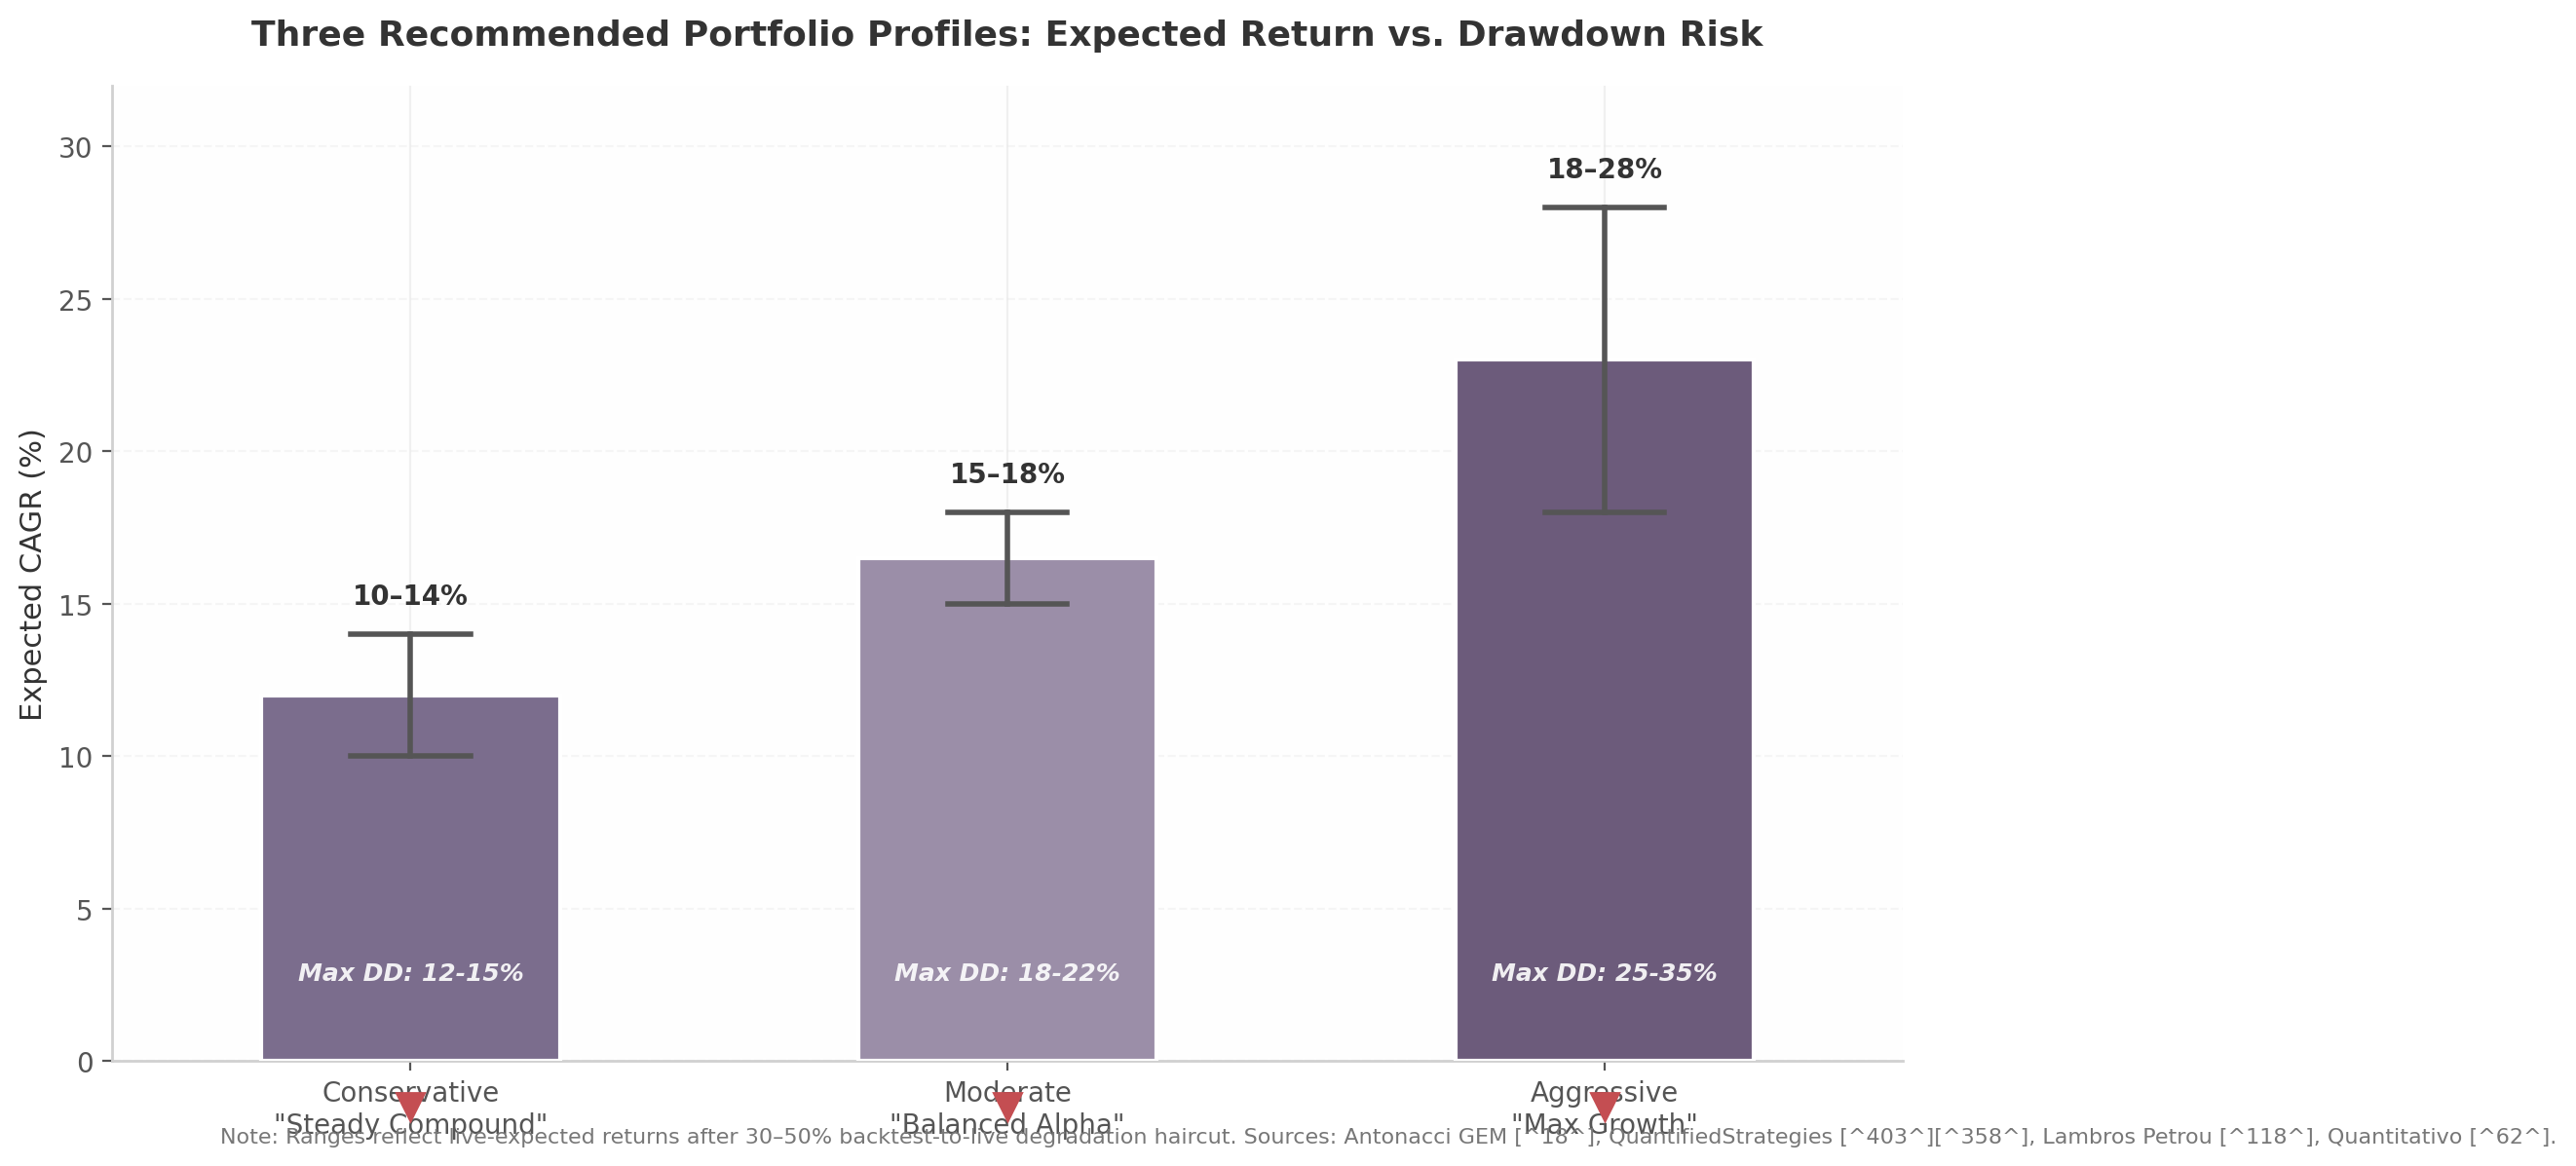 Three Recommended Portfolio Profiles: Expected Return vs. Drawdown Risk
Expected CAGR (%)
30
25
20
15
10
5
0
10–14%
15–18%
18–28%
Max DD: 12-15%
Max DD: 18-22%
Max DD: 25-35%
Conservative
"Steady Compound"
Moderate
"Balanced Alpha"
Aggressive
"Max Growth"
Note: Ranges reflect live-expected returns after 30–50% backtest-to-live degradation haircut. Sources: Antonacci GEM [^18^], QuantifiedStrategies [^403^][^358^], Lambros Petrou [^118^], Quantitativo [^62^].